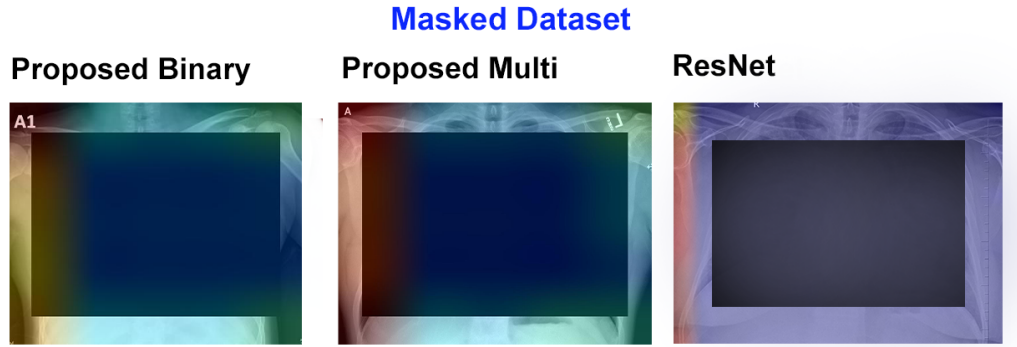 Masked Dataset
Proposed Binary
Proposed Multi
ResNet
A1
A
L
R